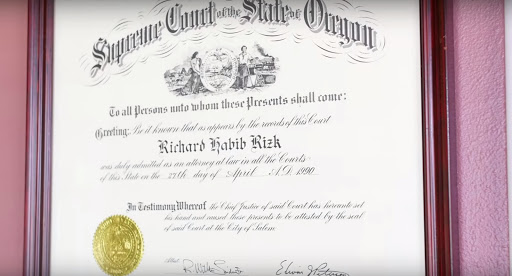 Supreme Court of the State of Oregon
To all Persons unto whom these Presents shall come:
Greeting: Be it known that as appears by the records of this Court
Richard Habib Rizk
was duly admitted as an attorney at law in all the Courts
of this State on the 27th day of April A.D. 1990
In Testimony Whereof the Chief Justice of said Court has hereunto set
his hand and caused these presents to be attested by the seal
of said Court at the City of Salem.
Attest: